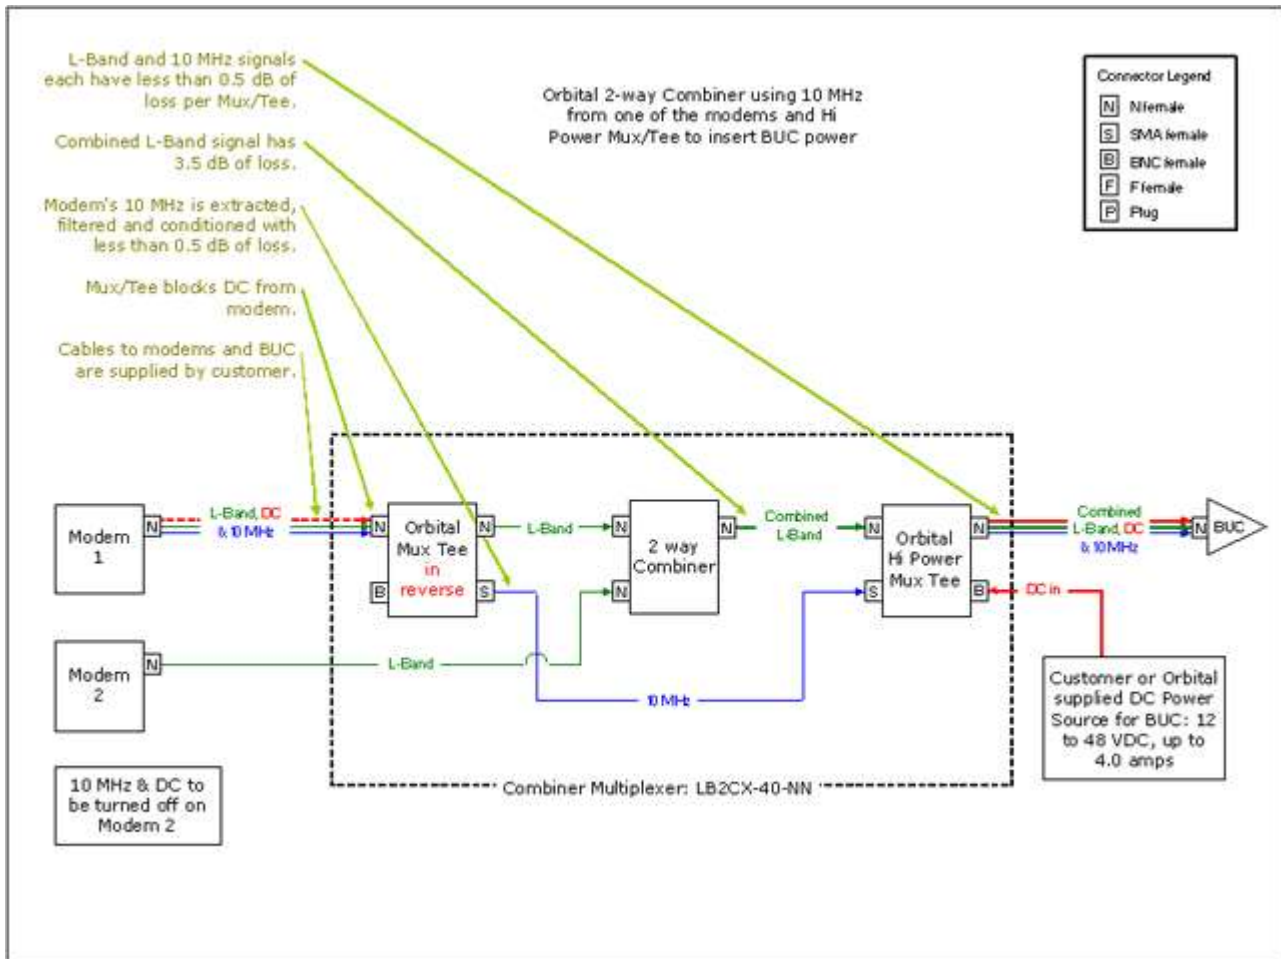 L-Band and 10 MHz signals
each have less than 0.5 dB of
loss per Mux/Tee.
Combined L-Band signal has
3.5 dB of loss.
Modem's 10 MHz is extracted,
filtered and conditioned with
less than 0.5 dB of loss.
Mux/Tee blocks DC from
modem.
Cables to modems and BUC
are supplied by customer.
Orbital 2-way Combiner using 10 MHz
from one of the modems and Hi
Power Mux/Tee to insert BUC power
Connector Legend
N N female
S SMA female
B BNC female
F F female
P Plug
Modem
1
N
L-Band, DC
& 10 MHz
N
B
Orbital
Mux Tee
in
reverse
N
S
L-Band
N
N
2 way
Combiner
N
Combined
L-Band
N
S
Orbital
Hi Power
Mux Tee
N
B
Combined
L-Band, DC
& 10 MHz
N
BUC
DC in
Modem
2
N
L-Band
10 MHz
Customer or Orbital
supplied DC Power
Source for BUC: 12
to 48 VDC, up to
4.0 amps
Combiner Multiplexer: LB2CX-40-NN
10 MHz & DC to
be turned off on
Modem 2